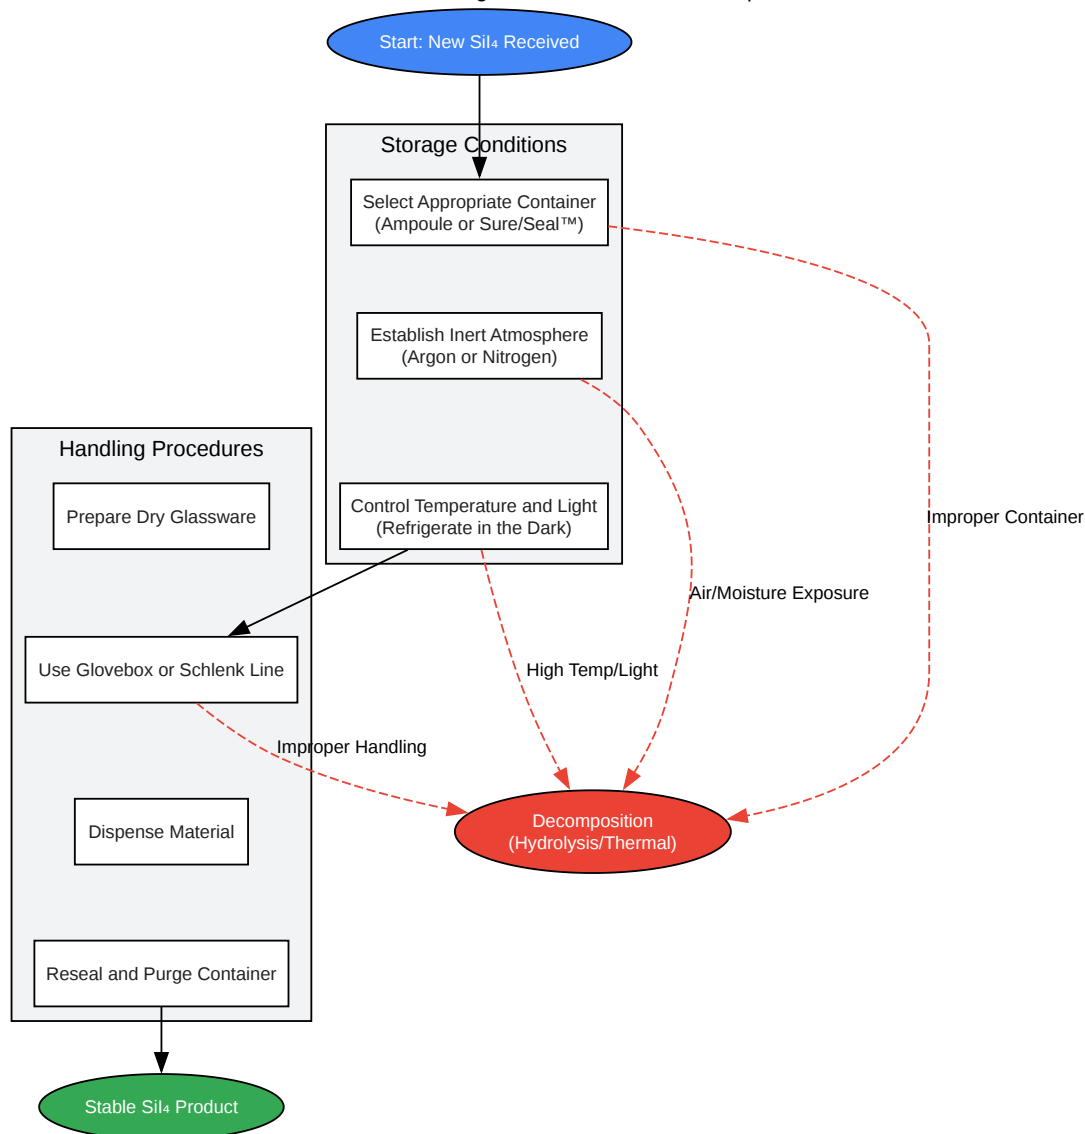 Start: New SiI₄ Received
Storage Conditions
Select Appropriate Container
(Ampoule or Sure/Seal™)
Establish Inert Atmosphere
(Argon or Nitrogen)
Handling Procedures
Prepare Dry Glassware
Control Temperature and Light
(Refrigerate in the Dark)
Improper Container
Air/Moisture Exposure
Use Glovebox or Schlenk Line
High Temp/Light
Improper Handling
Dispense Material
Decomposition
(Hydrolysis/Thermal)
Reseal and Purge Container
Stable SiI₄ Product